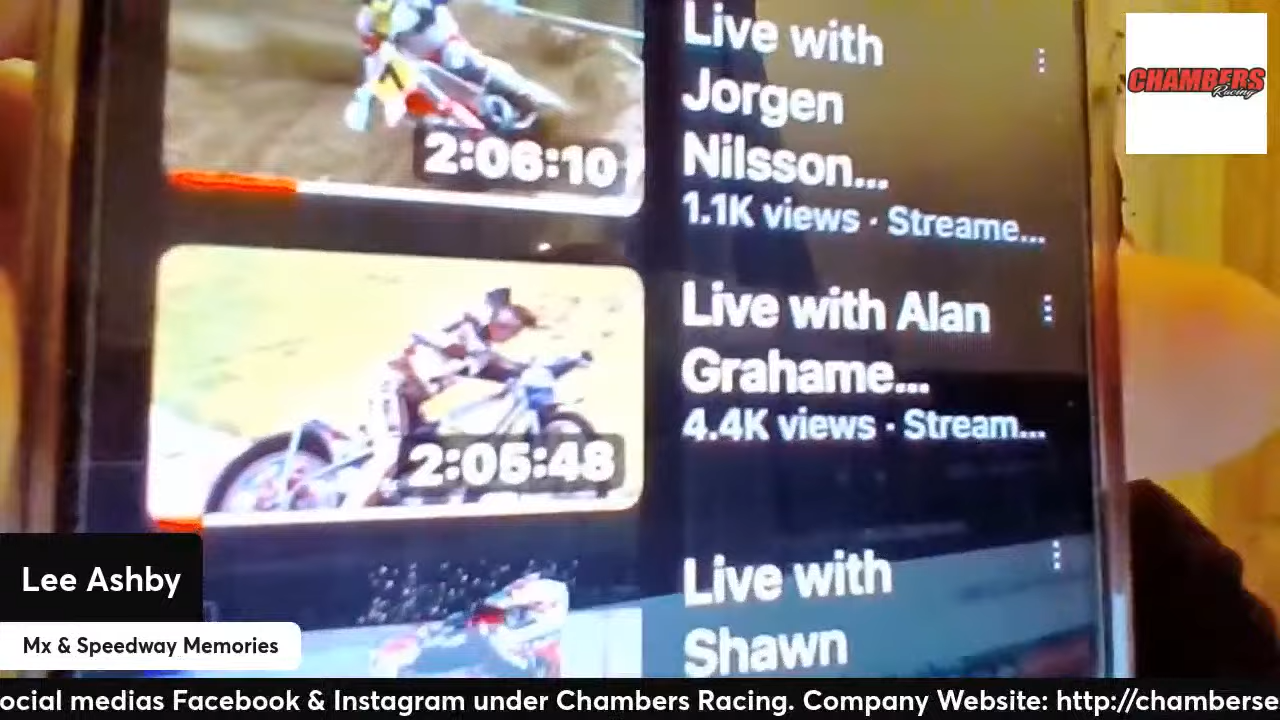 Live with
Jorgen
Nilsson...
1.1K views · Streame...
2:06:10
7
Live with Alan
Grahame...
4.4K views · Stream...
2:05:48
Live with
Shawn
CHAMBERS
Racing
Lee Ashby
Mx & Speedway Memories
ocial medias Facebook & Instagram under Chambers Racing. Company Website: http://chamberse